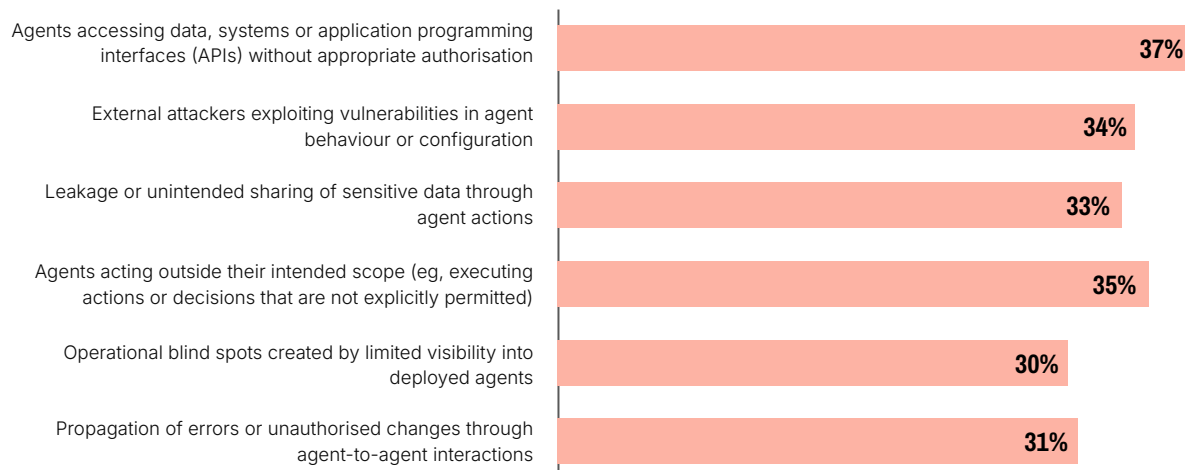 Agents accessing data, systems or application programming
interfaces (APIs) without appropriate authorisation
37%
External attackers exploiting vulnerabilities in agent
behaviour or configuration
34%
Leakage or unintended sharing of sensitive data through
agent actions
33%
Agents acting outside their intended scope (eg, executing
actions or decisions that are not explicitly permitted)
35%
Operational blind spots created by limited visibility into
deployed agents
30%
Propagation of errors or unauthorised changes through
agent-to-agent interactions
31%